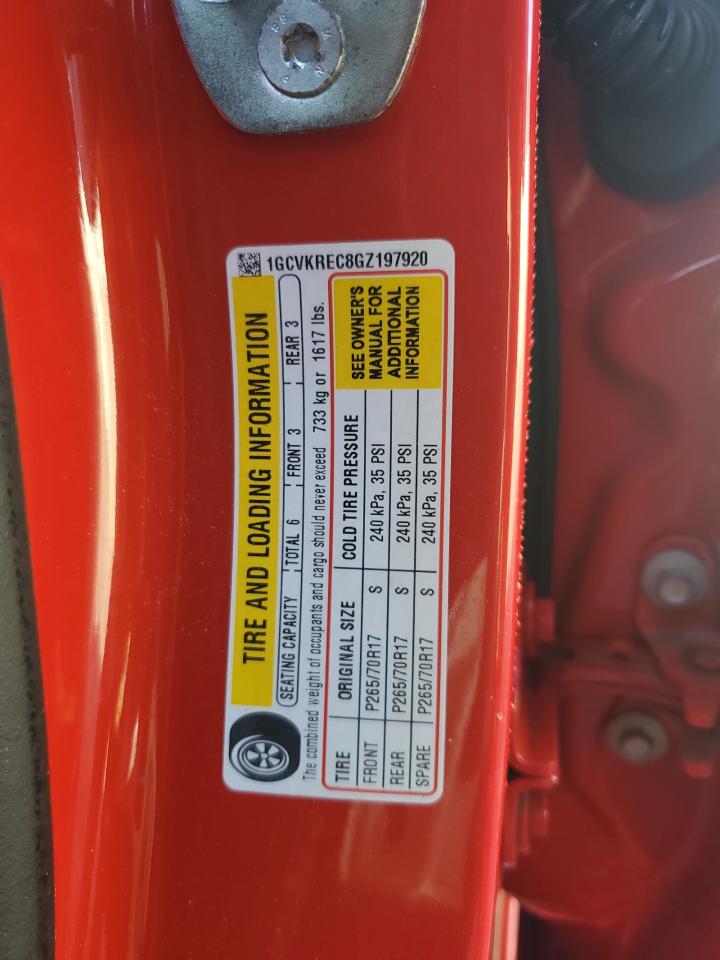 1GCVKREC8GZ197920
TIRE AND LOADING INFORMATION
SEATING CAPACITY TOTAL 6 FRONT 3 REAR 3
The combined weight of occupants and cargo should never exceed 733 kg or 1617 lbs.
TIRE ORIGINAL SIZE COLD TIRE PRESSURE
FRONT P265/70R17 S 240 kPa, 35 PSI
REAR P265/70R17 S 240 kPa, 35 PSI
SPARE P265/70R17 S 240 kPa, 35 PSI
SEE OWNER'S
MANUAL FOR
ADDITIONAL
INFORMATION